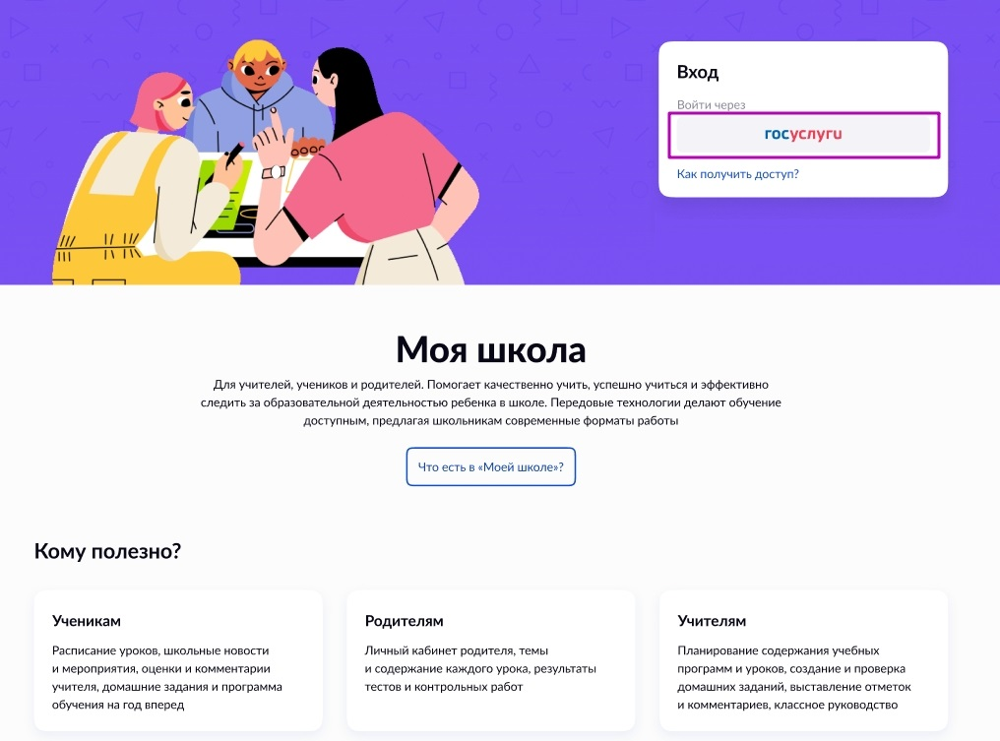 Вход
Войти через
госуслуги
Как получить доступ?
Моя школа
Для учителей, учеников и родителей. Помогает качественно учить, успешно учиться и эффективно
следить за образовательной деятельностью ребенка в школе. Передовые технологии делают обучение
доступным, предлагая школьникам современные форматы работы
Что есть в «Моей школе»?
Кому полезно?
Ученикам
Расписание уроков, школьные новости
и мероприятия, оценки и комментарии
учителя, домашние задания и программа
обучения на год вперед
Родителям
Личный кабинет родителя, темы
и содержание каждого урока, результаты
тестов и контрольных работ
Учителям
Планирование содержания учебных
программ и уроков, создание и проверка
домашних заданий, выставление отметок
и комментариев, классное руководство